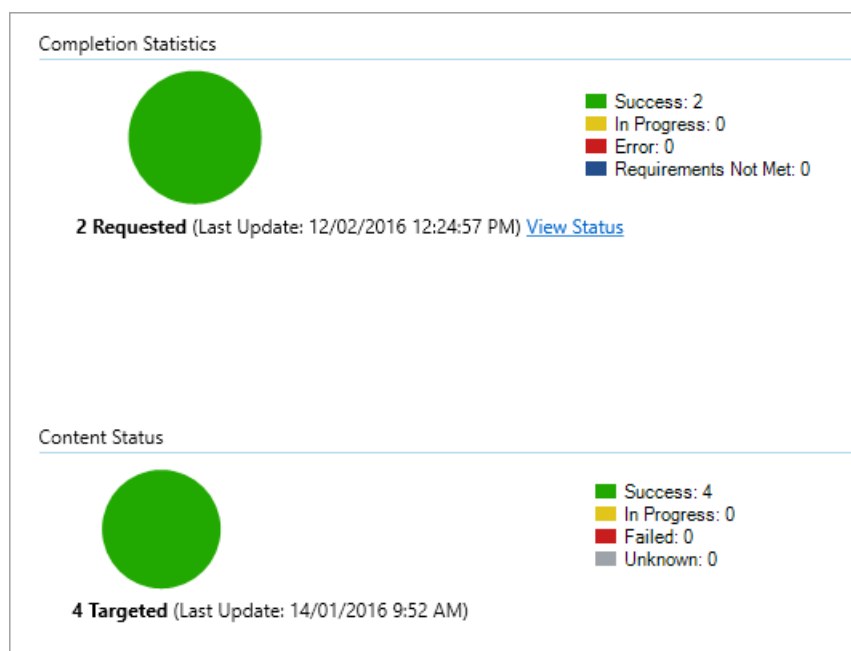 Completion Statistics
Success: 2
In Progress: 0
Error: 0
Requirements Not Met: 0
2 Requested (Last Update: 12/02/2016 12:24:57 PM) View Status
Content Status
Success: 4
In Progress: 0
Failed: 0
Unknown: 0
4 Targeted (Last Update: 14/01/2016 9:52 AM)